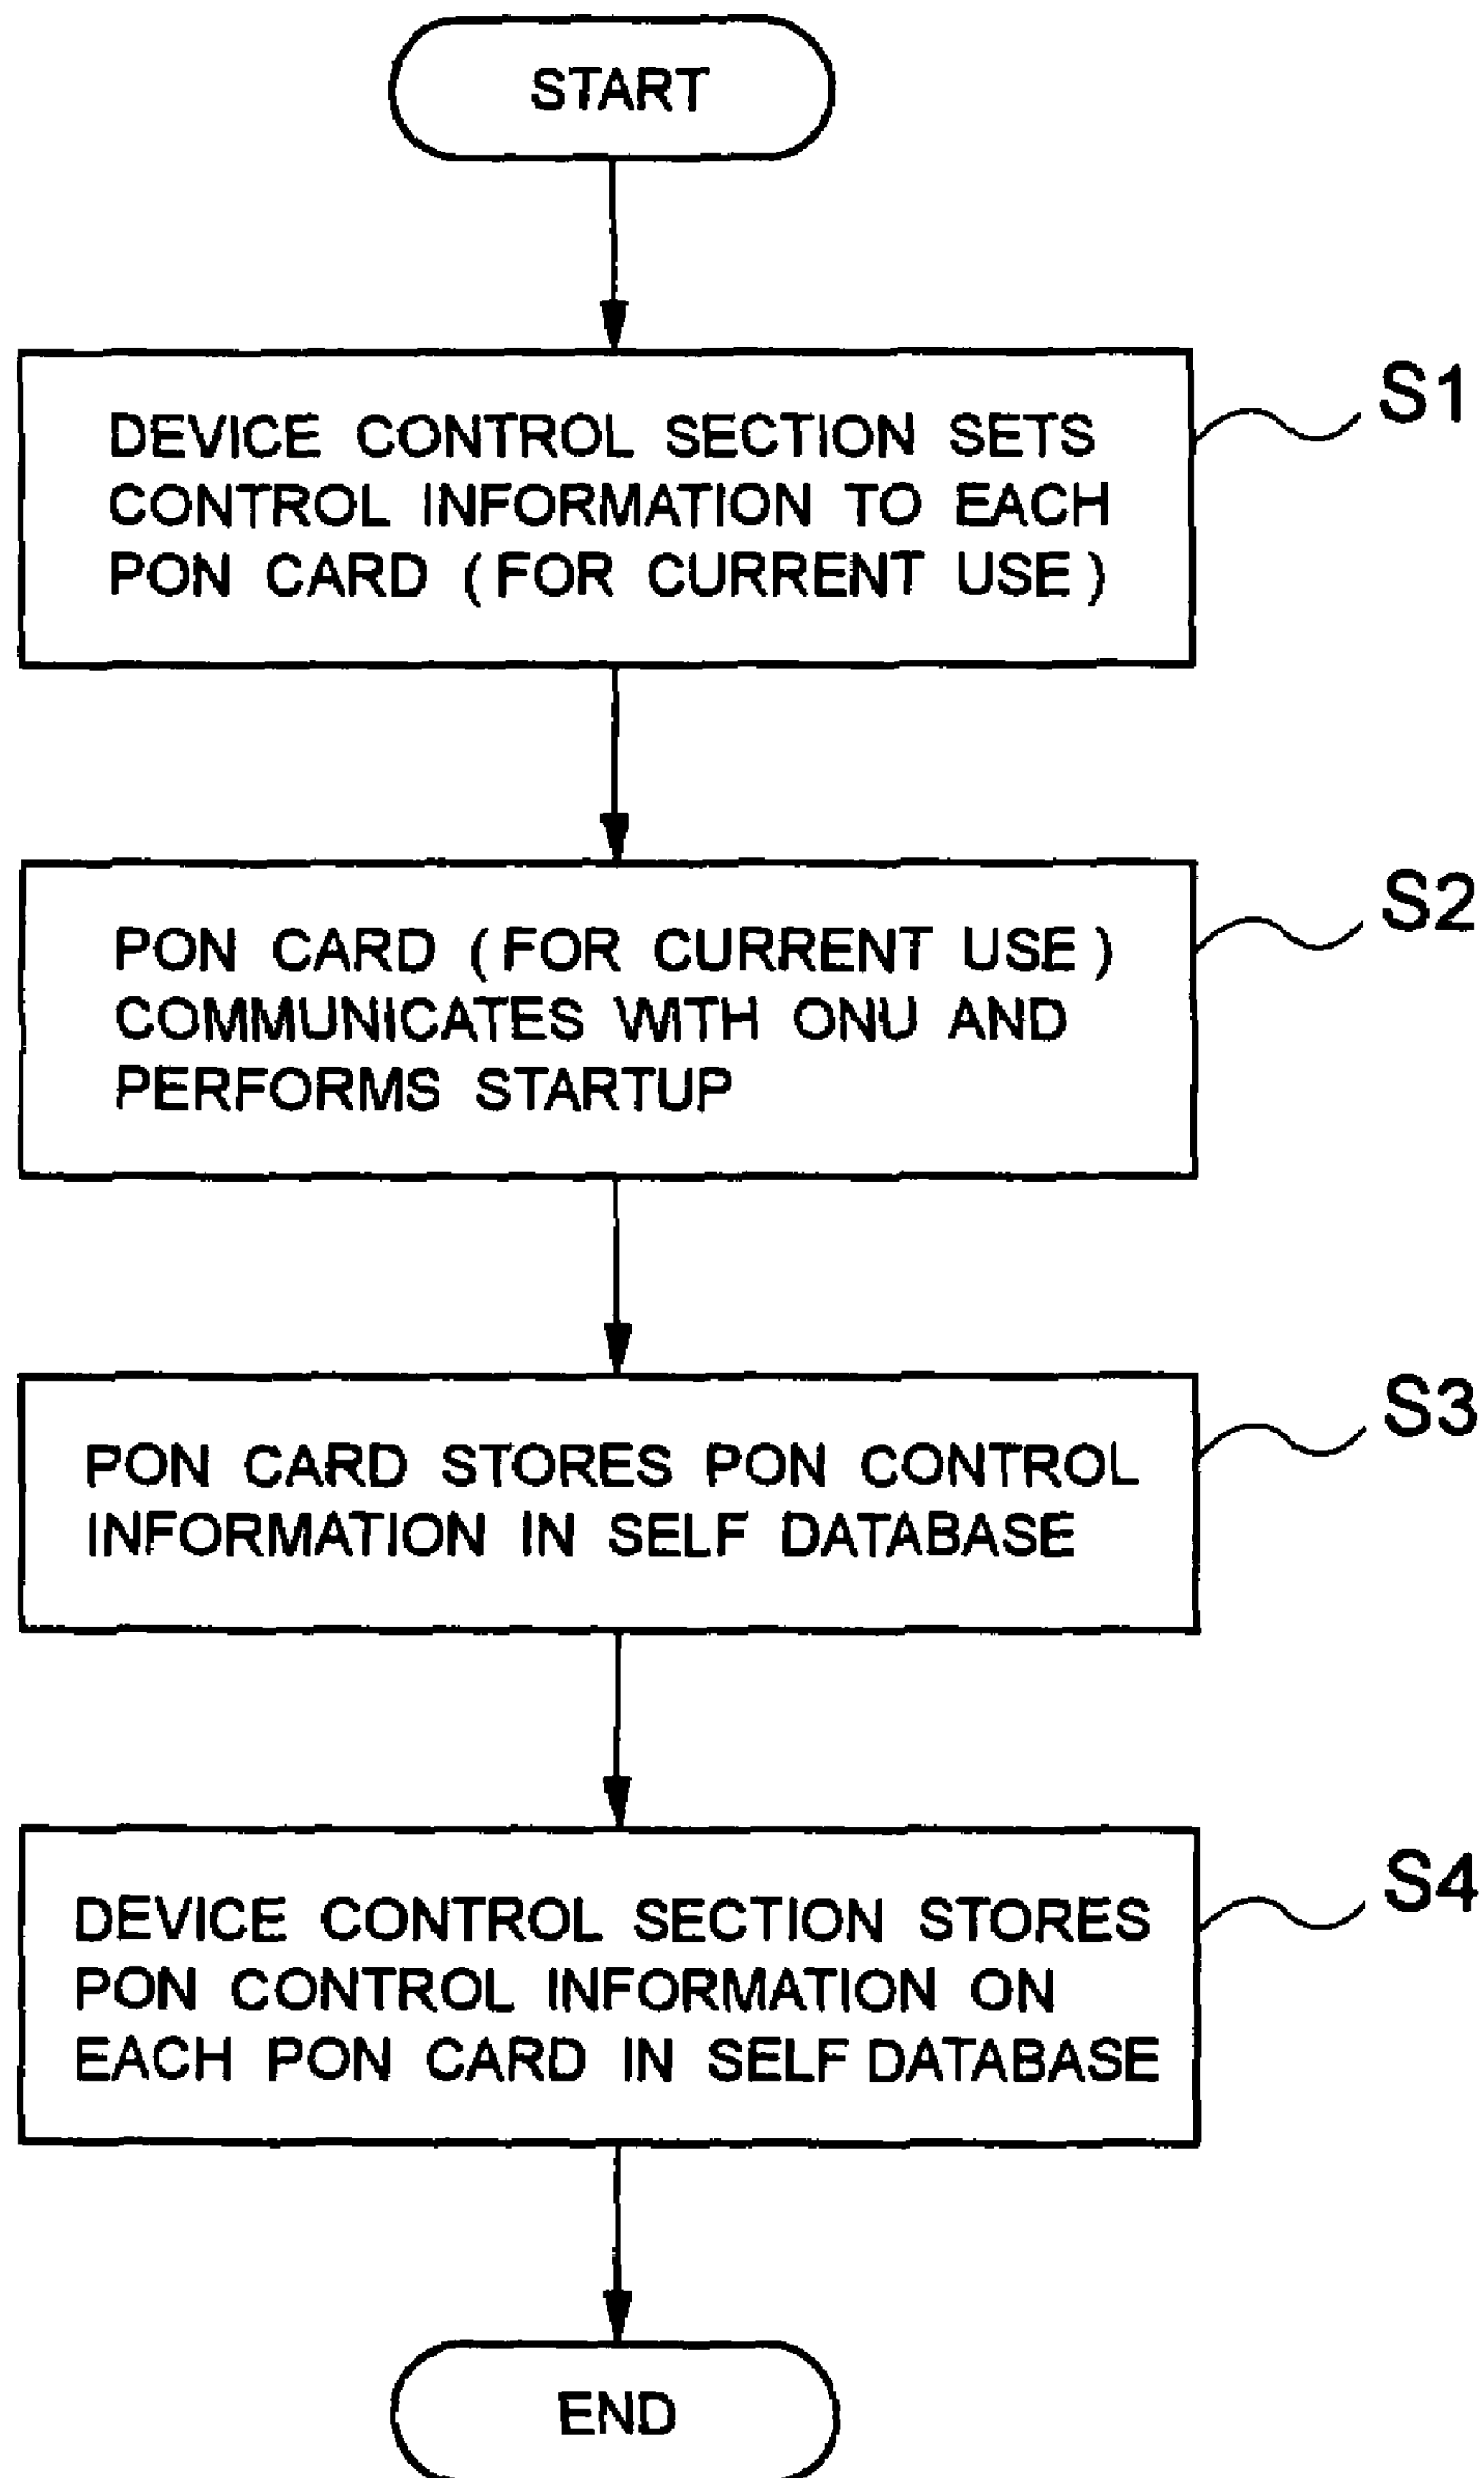 START
DEVICE CONTROL SECTION SETS
CONTROL INFORMATION TO EACH
PON CARD (FOR CURRENT USE)
S1
PON CARD (FOR CURRENT USE)
COMMUNICATES WITH ONU AND
PERFORMS STARTUP
S2
PON CARD STORES PON CONTROL
INFORMATION IN SELF DATABASE
S3
DEVICE CONTROL SECTION STORES
PON CONTROL INFORMATION ON
EACH PON CARD IN SELF DATABASE
S4
END